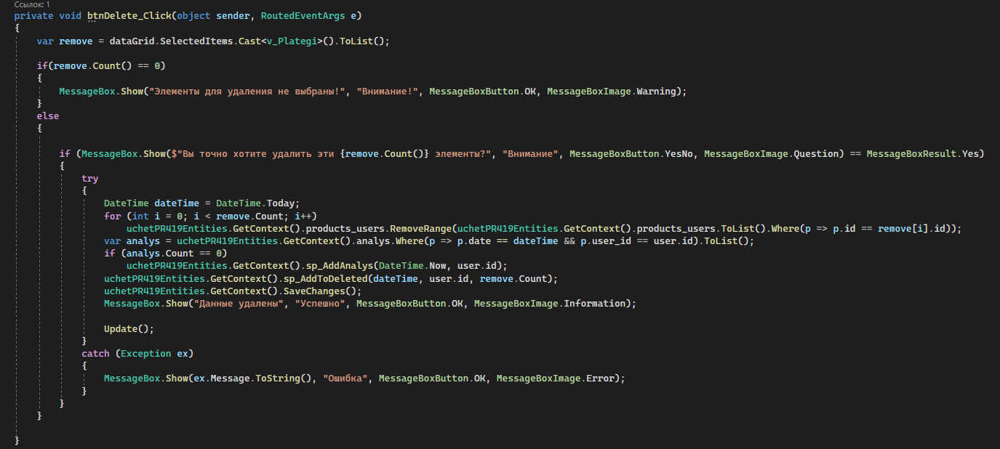 Ссылок: 1
private void btnDelete_Click(object sender, RoutedEventArgs e)
{
var remove = dataGrid.SelectedItems.Cast<v_Plategi>().ToList();
if(remove.Count() == 0)
{
MessageBox.Show("Элементы для удаления не выбраны!", "Внимание!", MessageBoxButton.OK, MessageBoxImage.Warning);
}
else
{
if (MessageBox.Show($"Вы точно хотите удалить эти {remove.Count()} элементы?", "Внимание", MessageBoxButton.YesNo, MessageBoxImage.Question) == MessageBoxResult.Yes)
{
try
{
DateTime dateTime = DateTime.Today;
for (int i = 0; i < remove.Count; i++)
uchetPR419Entities.GetContext().products_users.RemoveRange(uchetPR419Entities.GetContext().products_users.ToList().Where(p => p.id == remove[i].id));
var analys = uchetPR419Entities.GetContext().analys.Where(p => p.date == dateTime && p.user_id == user.id).ToList();
if (analys.Count == 0)
uchetPR419Entities.GetContext().sp_AddAnalys(DateTime.Now, user.id);
uchetPR419Entities.GetContext().sp_AddToDeleted(dateTime, user.id, remove.Count);
uchetPR419Entities.GetContext().SaveChanges();
MessageBox.Show("Данные удалены", "Успешно", MessageBoxButton.OK, MessageBoxImage.Information);
Update();
}
catch (Exception ex)
{
MessageBox.Show(ex.Message.ToString(), "Ошибка", MessageBoxButton.OK, MessageBoxImage.Error);
}
}
}
}